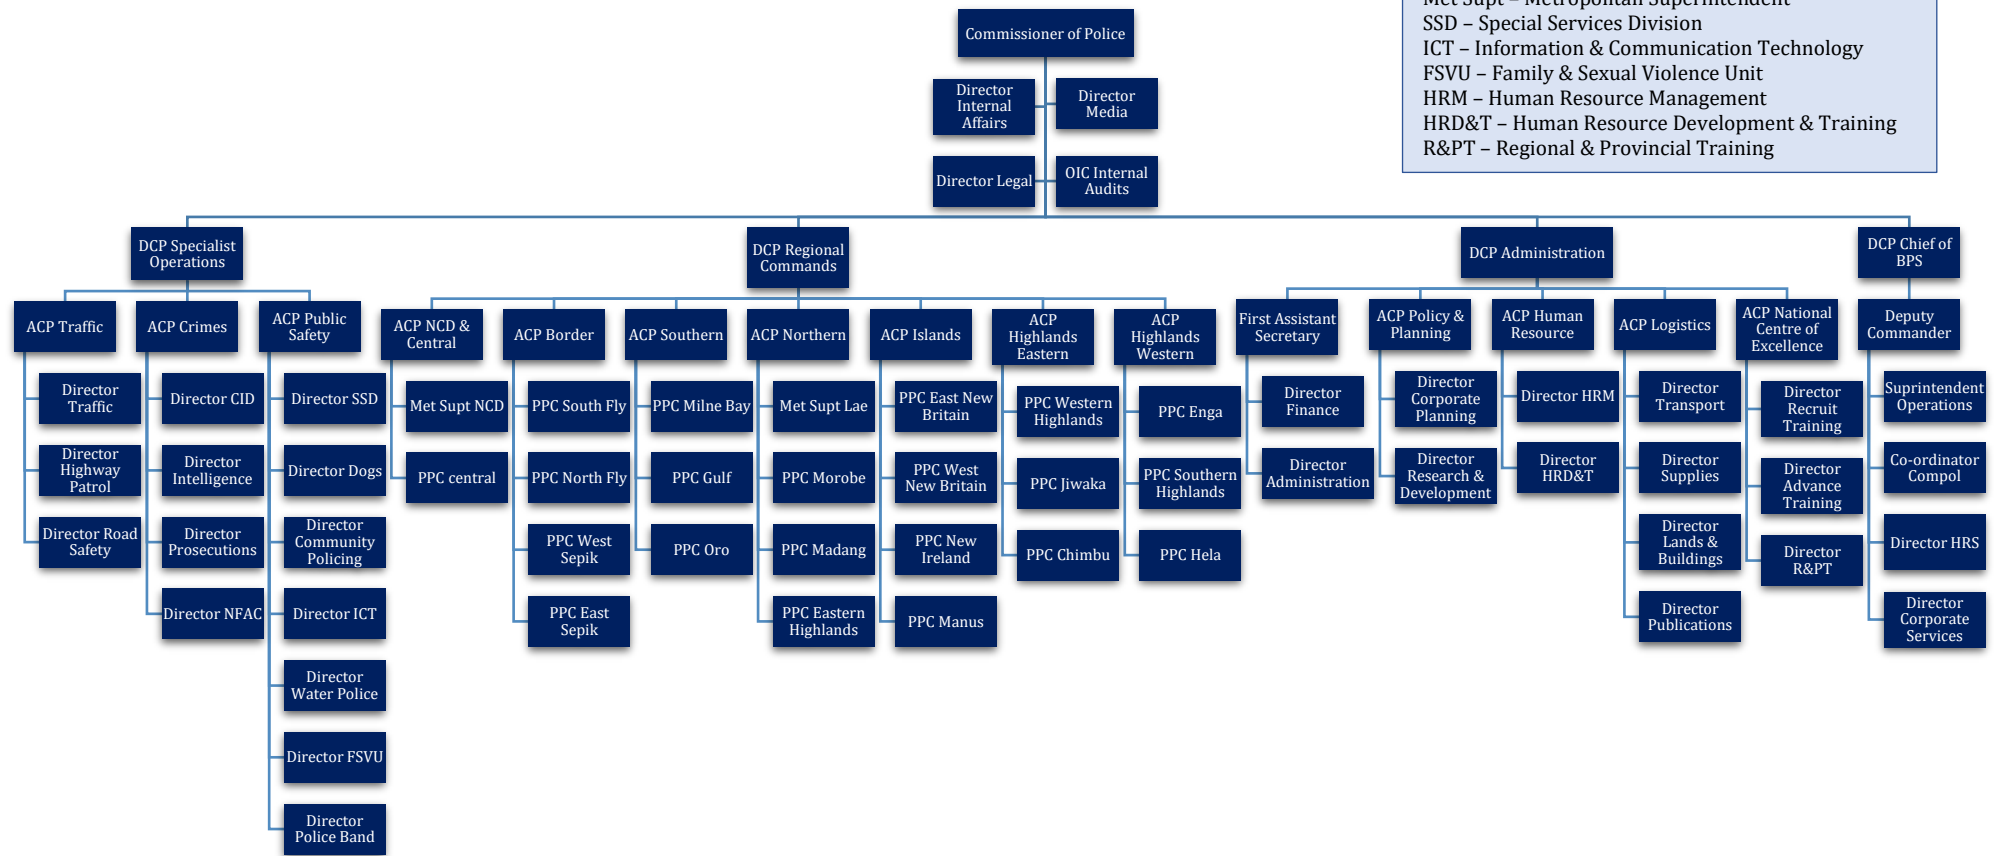 Met Supt – Metropolitan Superintendent
SSD – Special Services Division
ICT – Information & Communication Technology
FSVU – Family & Sexual Violence Unit
HRM – Human Resource Management
HRD&T – Human Resource Development & Training
R&PT – Regional & Provincial Training
Commissioner of Police
Director
Internal
Affairs
Director
Media
Director Legal
OIC Internal
Audits
DCP Specialist
Operations
ACP Traffic
Director
Traffic
Director
Highway
Patrol
Director Road
Safety
ACP Crimes
Director CID
Director
Intelligence
Director
Prosecutions
Director NFAC
ACP Public
Safety
Director SSD
Director Dogs
Director
Community
Policing
Director ICT
Director
Water Police
Director FSVU
Director
Police Band
DCP Regional
Commands
ACP NCD &
Central
Met Supt NCD
PPC central
ACP Border
PPC South Fly
PPC North Fly
PPC West
Sepik
PPC East
Sepik
ACP Southern
PPC Milne Bay
PPC Gulf
PPC Oro
ACP Northern
Met Supt Lae
PPC Morobe
PPC Madang
PPC Eastern
Highlands
ACP Islands
PPC East New
Britain
PPC West
New Britain
PPC New
Ireland
PPC Manus
ACP
Highlands
Eastern
PPC Western
Highlands
PPC Jiwaka
PPC Chimbu
ACP
Highlands
Western
PPC Enga
PPC Southern
Highlands
PPC Hela
DCP Administration
First Assistant
Secretary
Director
Finance
Director
Administration
ACP Policy &
Planning
Director
Corporate
Planning
Director
Research &
Development
ACP Human
Resource
Director HRM
Director
HRD&T
ACP Logistics
Director
Transport
Director
Supplies
Director
Lands &
Buildings
Director
Publications
ACP National
Centre of
Excellence
Director
Recruit
Training
Director
Advance
Training
Director
R&PT
DCP Chief of
BPS
Deputy
Commander
Suprintendent
Operations
Co-ordinator
Compol
Director HRS
Director
Corporate
Services